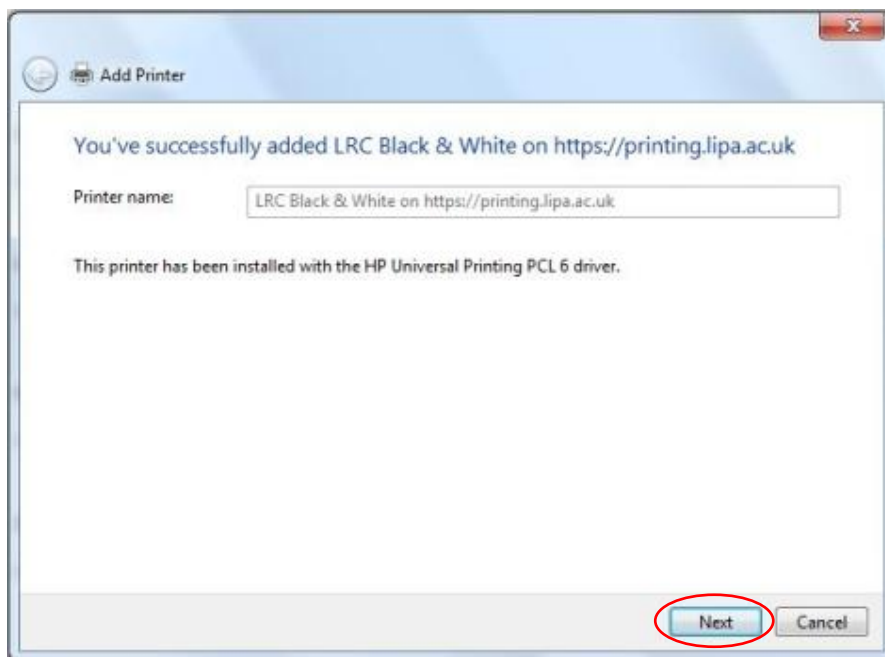 Add Printer
You've successfully added LRC Black & White on https://printing.lipa.ac.uk
Printer name: LRC Black & White on https://printing.lipa.ac.uk
This printer has been installed with the HP Universal Printing PCL 6 driver.
Next Cancel